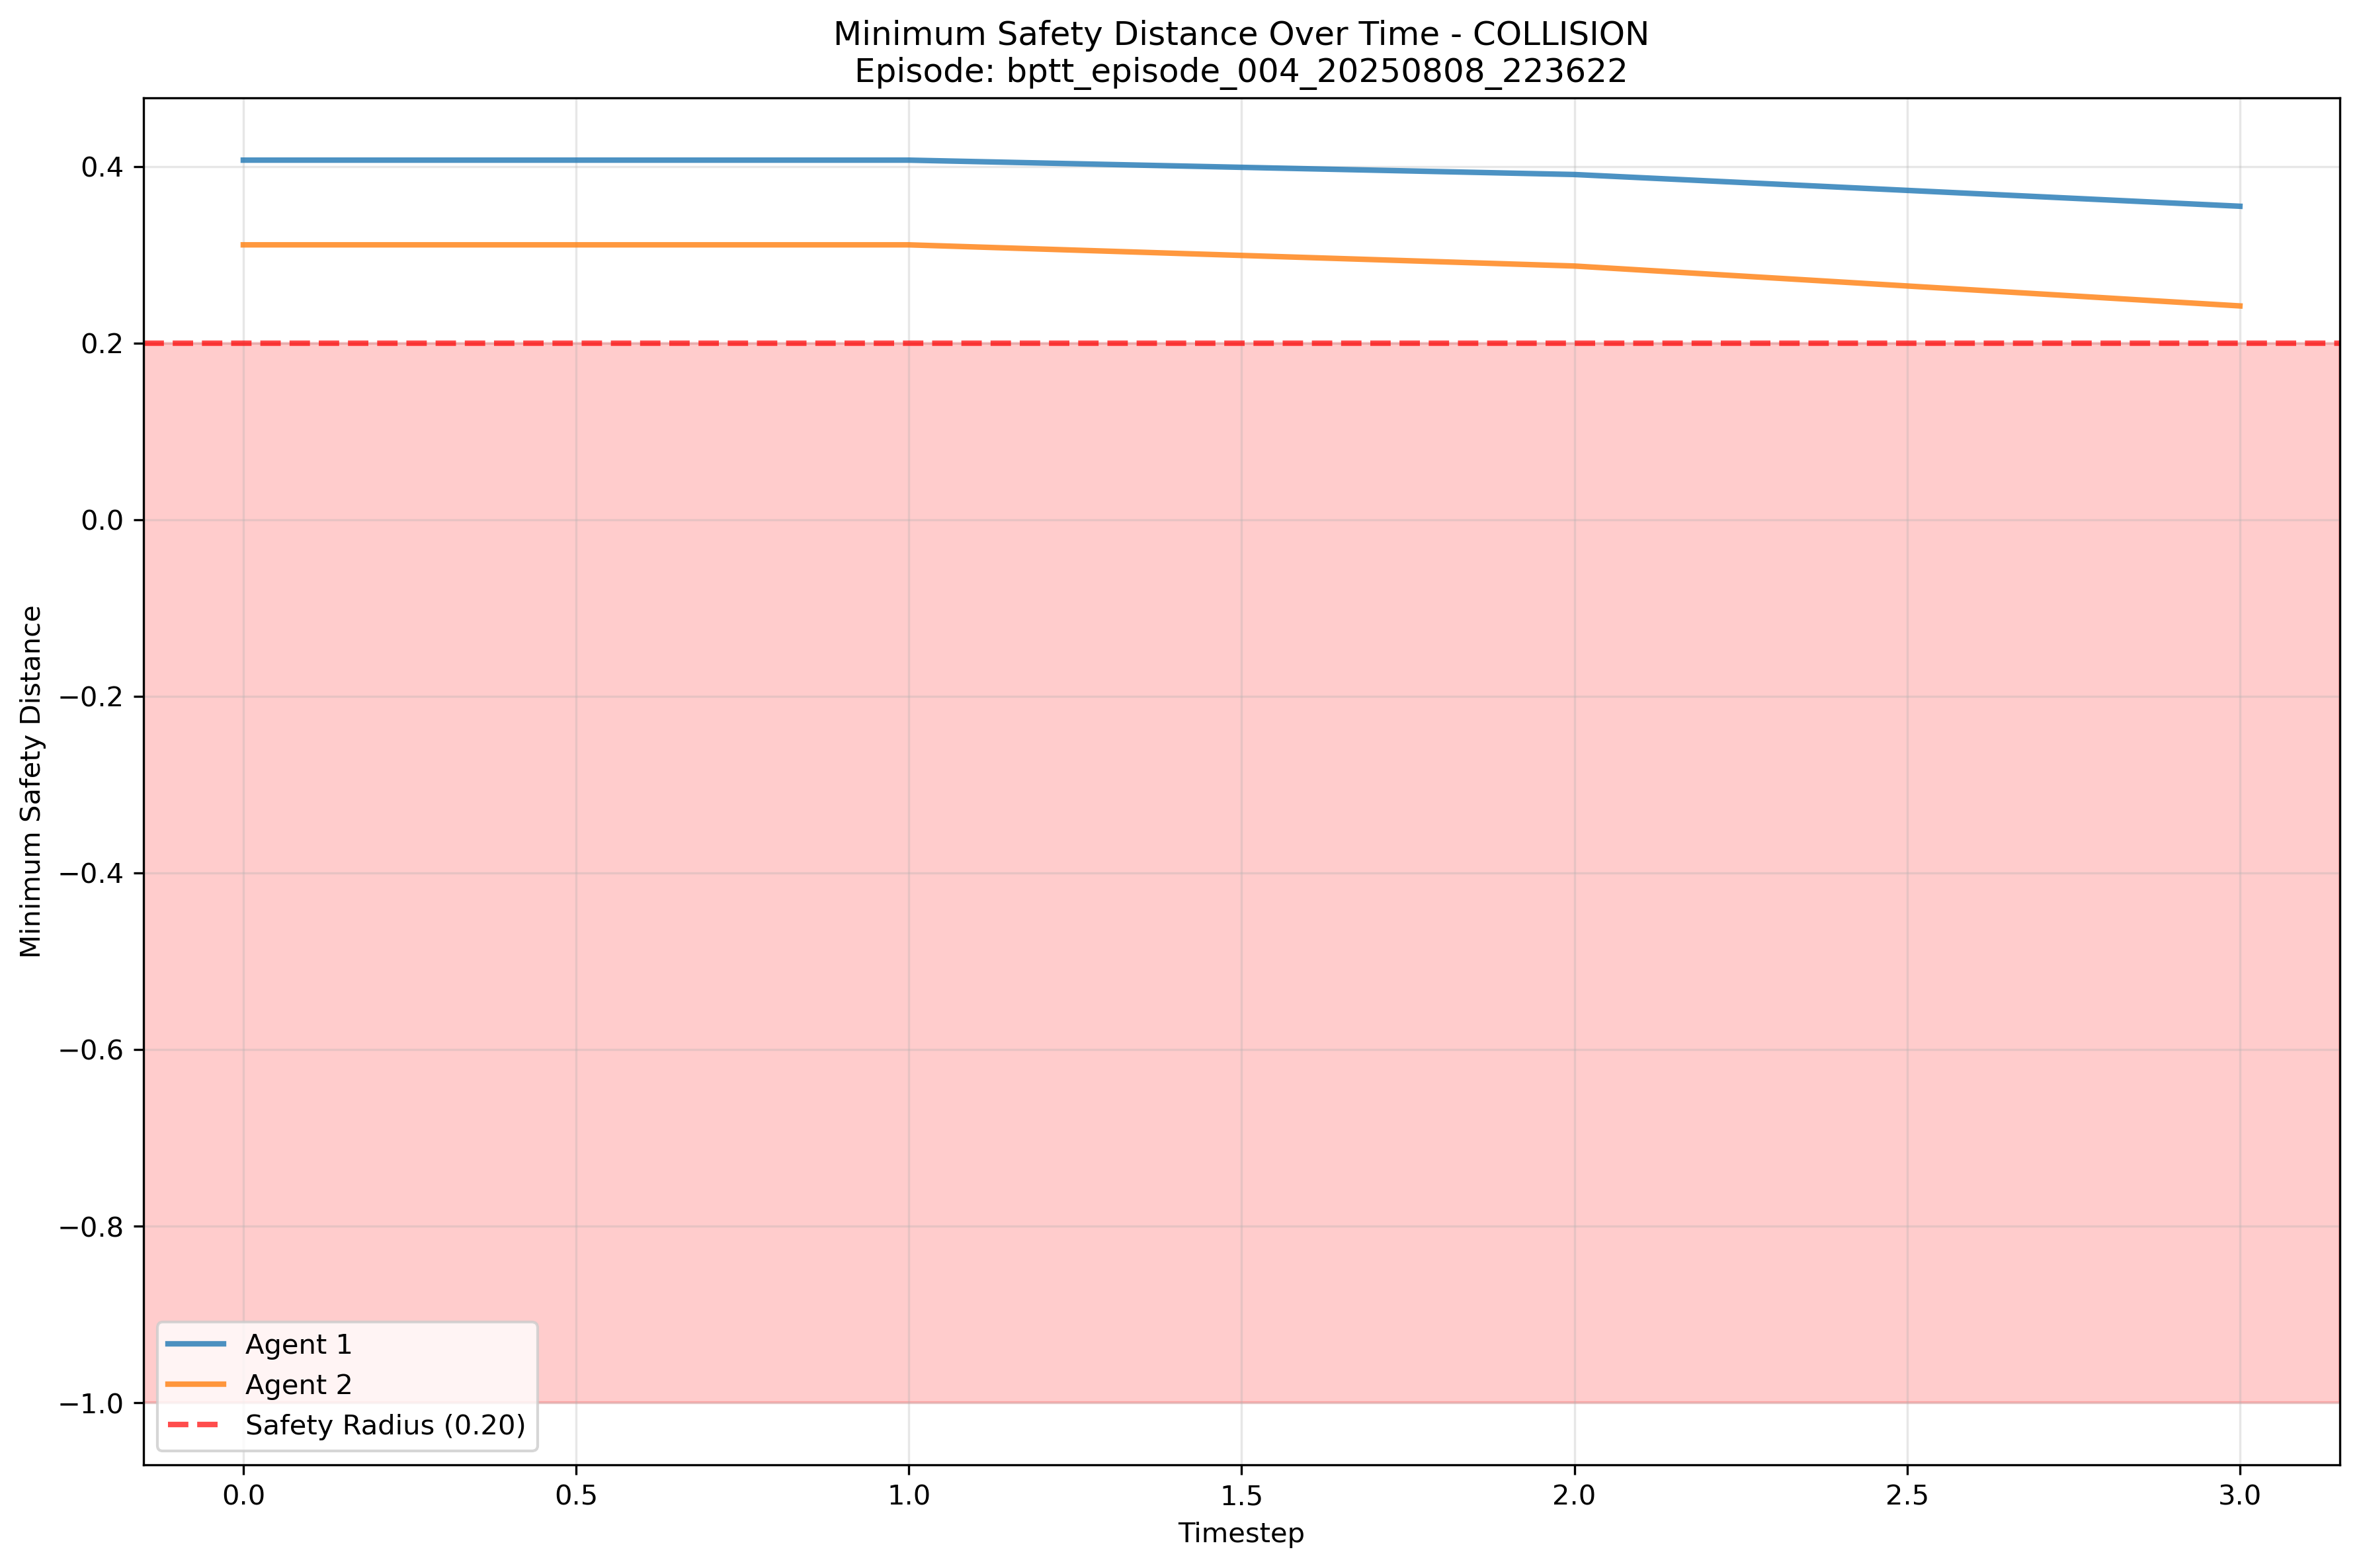 Minimum Safety Distance Over Time - COLLISION
Episode: bptt_episode_004_20250808_223622
Minimum Safety Distance
0.4
0.2
0.0
−0.2
−0.4
−0.6
−0.8
−1.0
Agent 1
Agent 2
Safety Radius (0.20)
0.0 0.5 1.0 1.5 2.0 2.5 3.0
Timestep